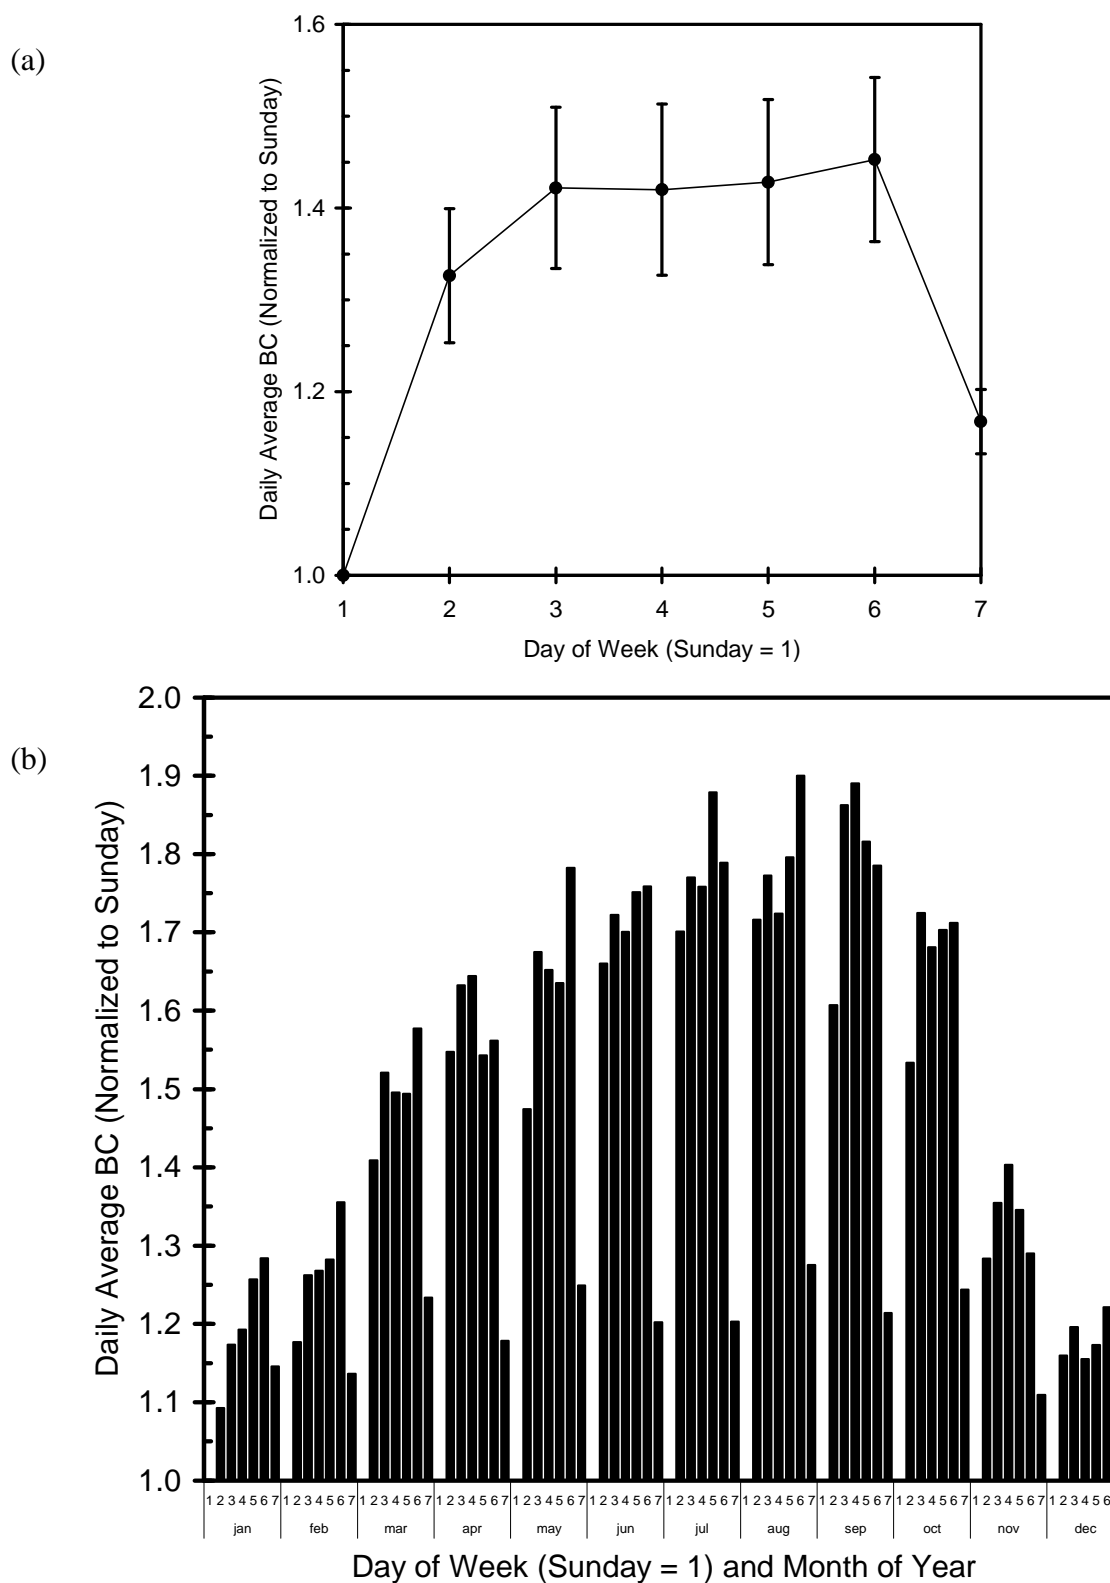 (a)
Daily Average BC (Normalized to Sunday)
1.6
1.4
1.2
1.0
1 2 3 4 5 6 7
Day of Week (Sunday = 1)
(b)
Daily Average BC (Normalized to Sunday)
2.0
1.9
1.8
1.7
1.6
1.5
1.4
1.3
1.2
1.1
1.0
1 2 3 4 5 6 7 1 2 3 4 5 6 7 1 2 3 4 5 6 7 1 2 3 4 5 6 7 1 2 3 4 5 6 7 1 2 3 4 5 6 7 1 2 3 4 5 6 7 1 2 3 4 5 6 7 1 2 3 4 5 6 7 1 2 3 4 5 6 7 1 2 3 4 5 6 7 1 2 3 4 5 6
jan feb mar apr may jun jul aug sep oct nov dec
Day of Week (Sunday = 1) and Month of Year